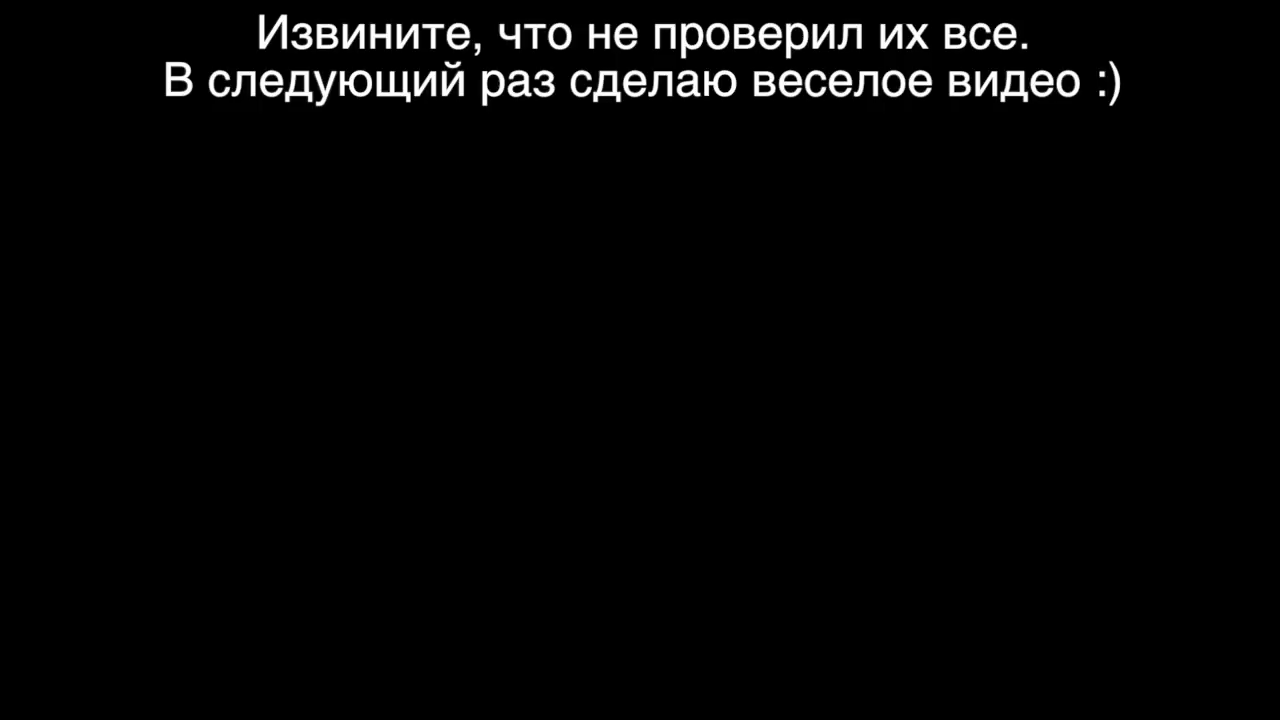 Извините, что не проверил их все.
В следующий раз сделаю веселое видео :)